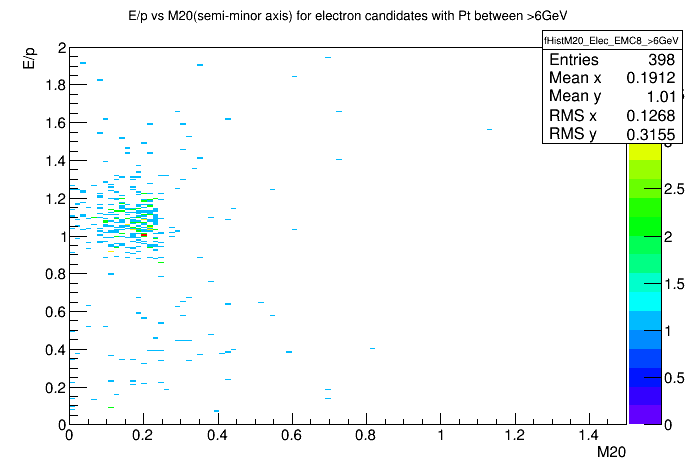 E/p vs M20(semi-minor axis) for electron candidates with Pt between >6GeV
fHistM20_Elec_EMC8_>6GeV
Entries 398
Mean x 0.1912
Mean y 1.01
RMS x 0.1268
RMS y 0.3155
E/p
2
1.8
1.6
1.4
1.2
1
0.8
0.6
0.4
0.2
0
0 0.2 0.4 0.6 0.8 1 1.2 1.4
M20
2.5
2
1.5
1
0.5
0